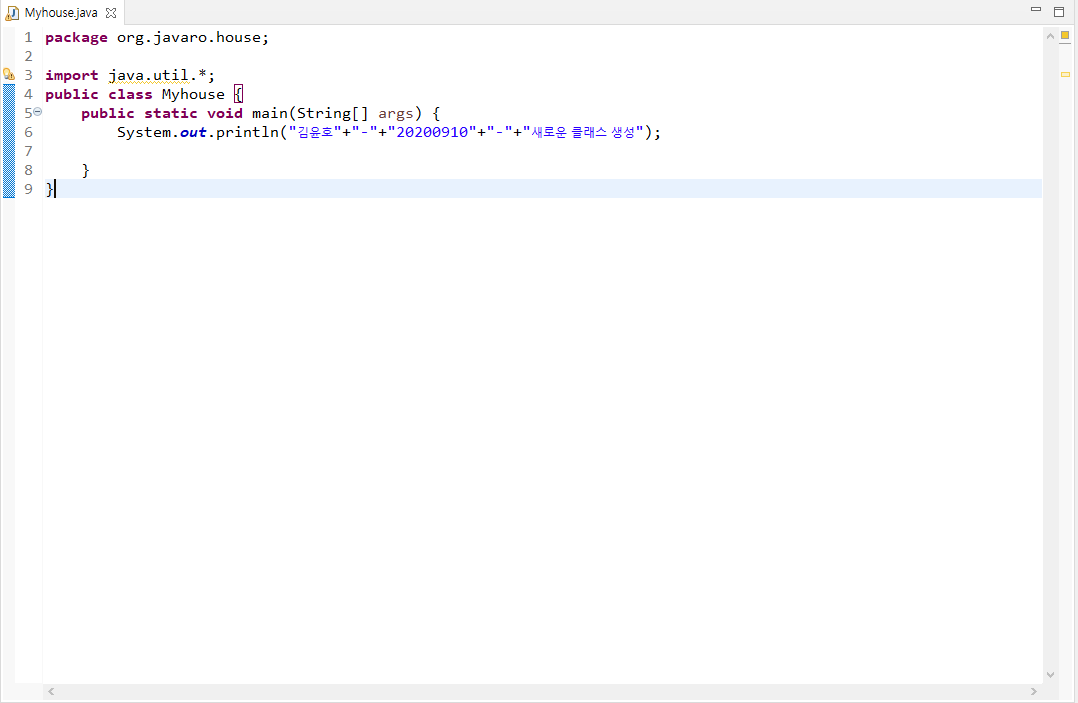 Myhouse.java
1 package org.javaro.house;
2
3 import java.util.*;
4 public class Myhouse {
5 public static void main(String[] args) {
6 System.out.println("김윤호"+"-"+"20200910"+"-"+"새로운 클래스 생성");
7
8 }
9 }